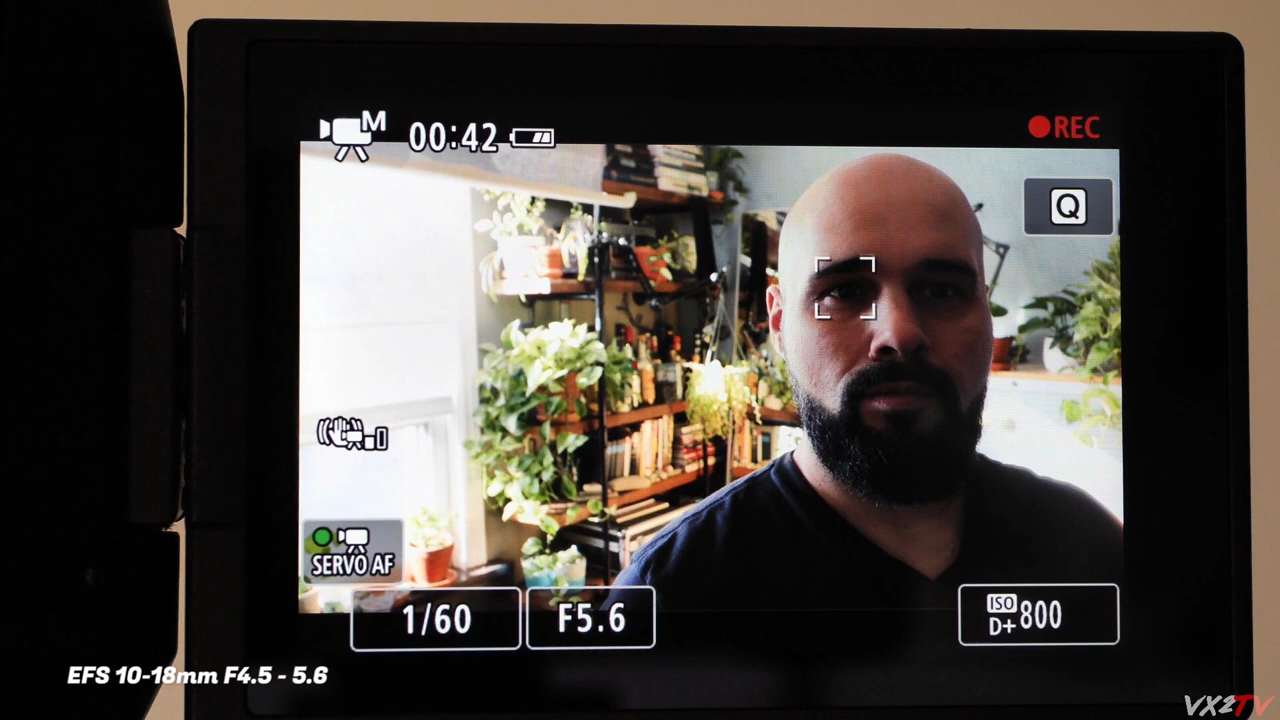 M 00:42
REC
Q
SERVO AF
1/60 F5.6 ISO D+ 800
EFS 10-18mm F4.5 - 5.6
VX2TV